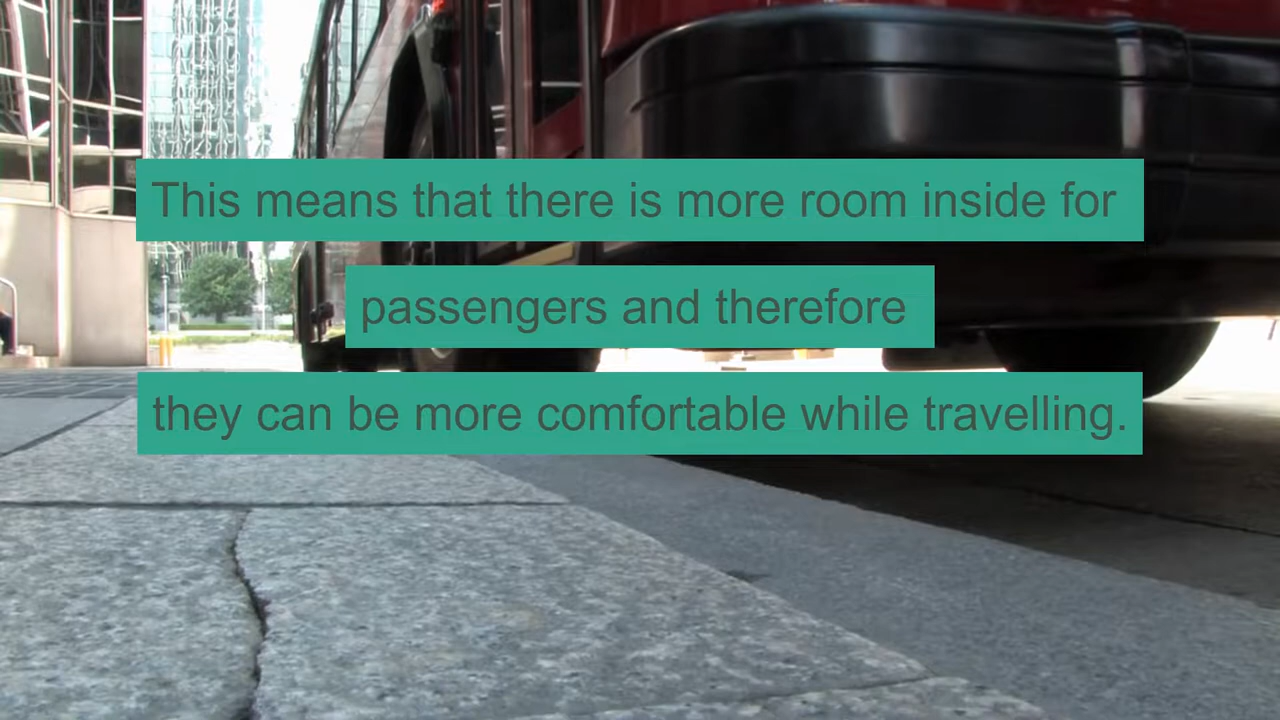 This means that there is more room inside for
passengers and therefore
they can be more comfortable while travelling.